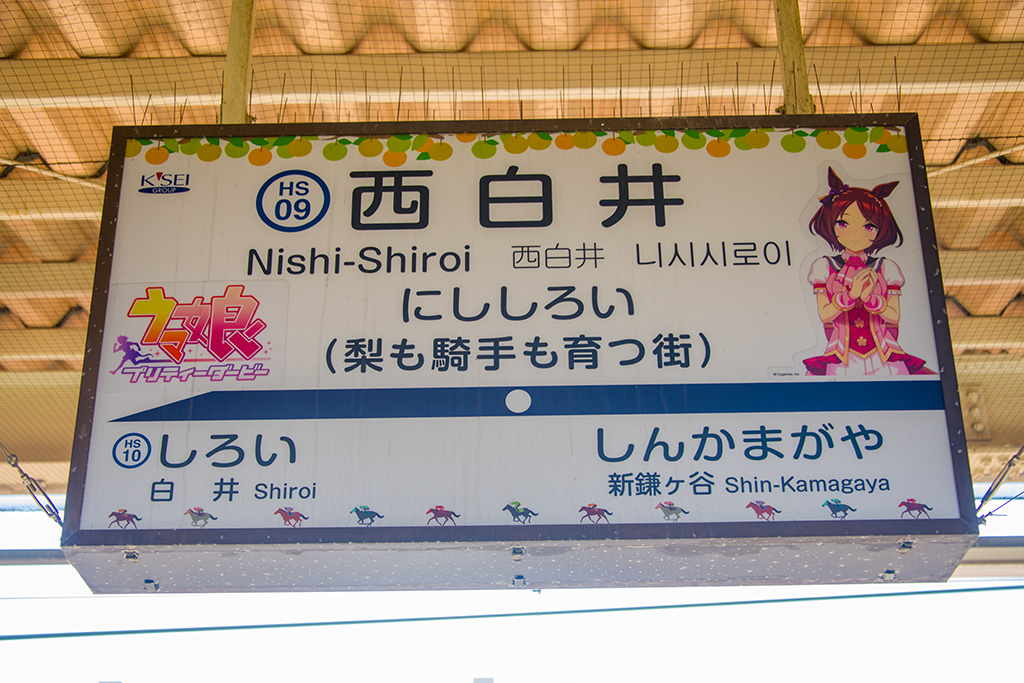 K'SEI
GROUP
HS
09
西白井
Nishi-Shiroi 西白井 니시시로이
にししろい
(梨も騎手も育つ街)
ウマ娘
プリティーダービー
© Cygames, Inc.
HS
10
しろい
白井 Shiroi
しんかまがや
新鎌ヶ谷 Shin-Kamagaya